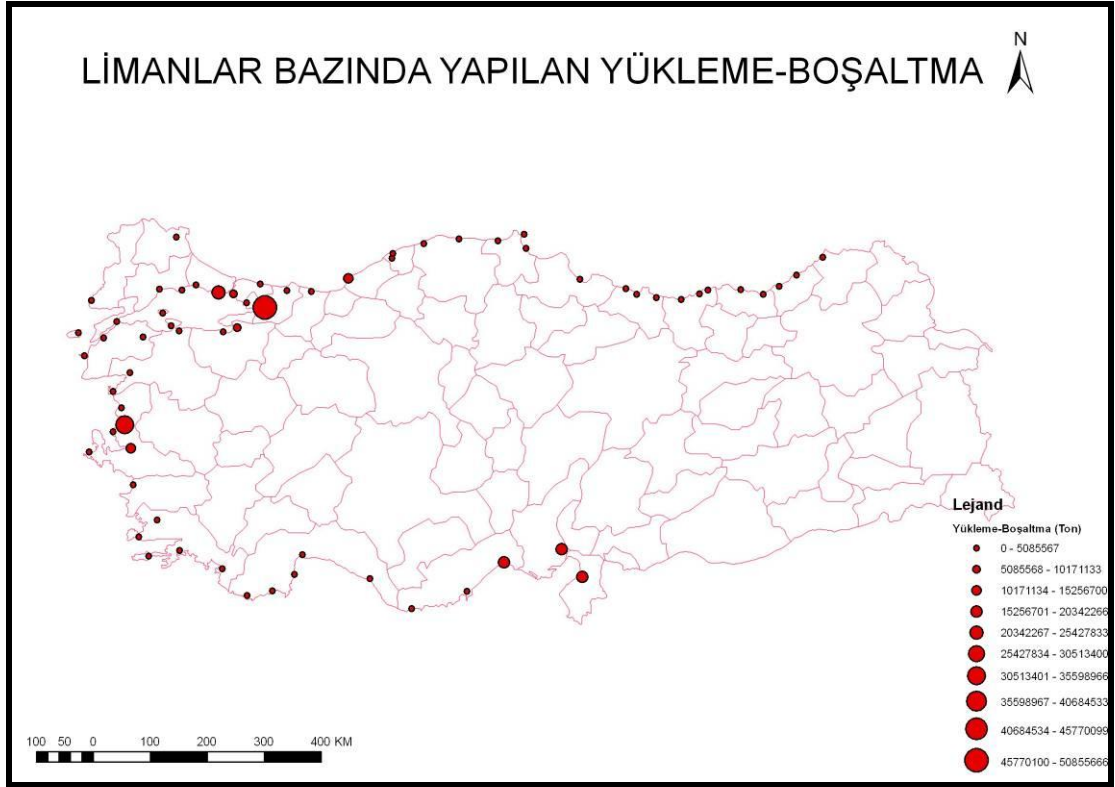 LİMANLAR BAZINDA YAPILAN YÜKLEME-BOŞALTMA
N
Lejand
Yükleme-Boşaltma (Ton)
0 - 5085567
5085568 - 10171133
10171134 - 15256700
15256701 - 20342266
20342267 - 25427833
25427834 - 30513400
30513401 - 35598966
35598967 - 40684533
40684534 - 45770099
45770100 - 50855666
100 50 0 100 200 300 400 KM